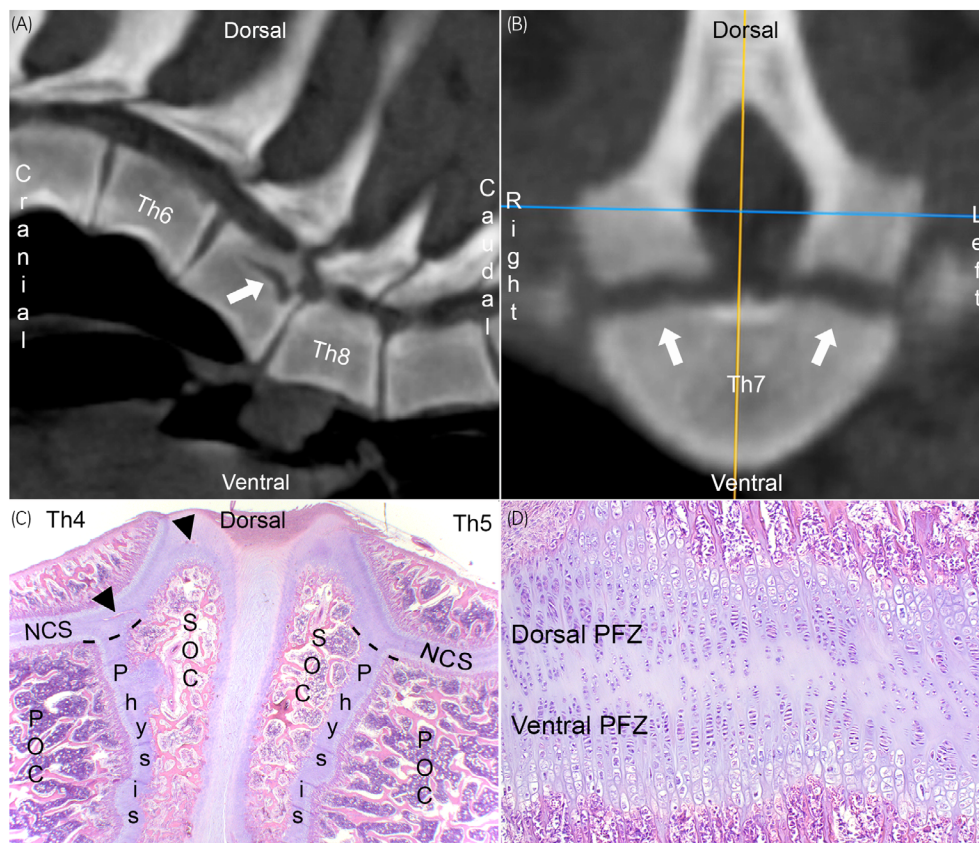 (A)
Dorsal
Cranial
Caudal
Th6
Th8
Ventral
(B)
Dorsal
Right
Left
Th7
Ventral
(C)
Th4
Dorsal
Th5
NCS
NCS
SOC
SOC
Physis
Physis
POC
POC
(D)
Dorsal PFZ
Ventral PFZ